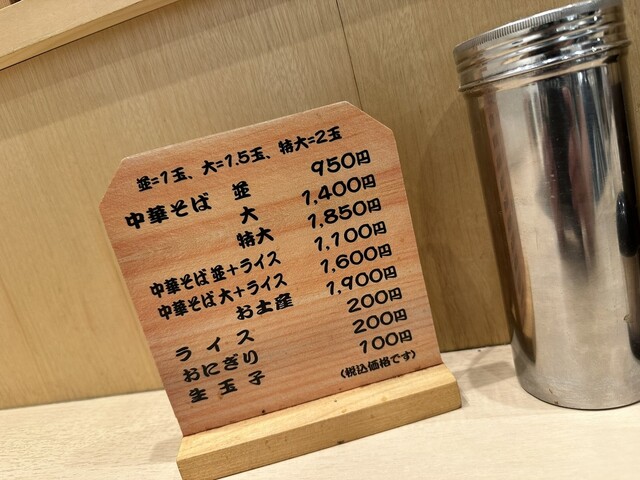 並=1玉、大=1.5玉、特大=2玉
中華そば 並 950円
大 1,400円
特大 1,850円
中華そば並+ライス 1,100円
中華そば大+ライス 1,600円
お土産 1,900円
ライス 200円
おにぎり 200円
生玉子 100円
(税込価格です)